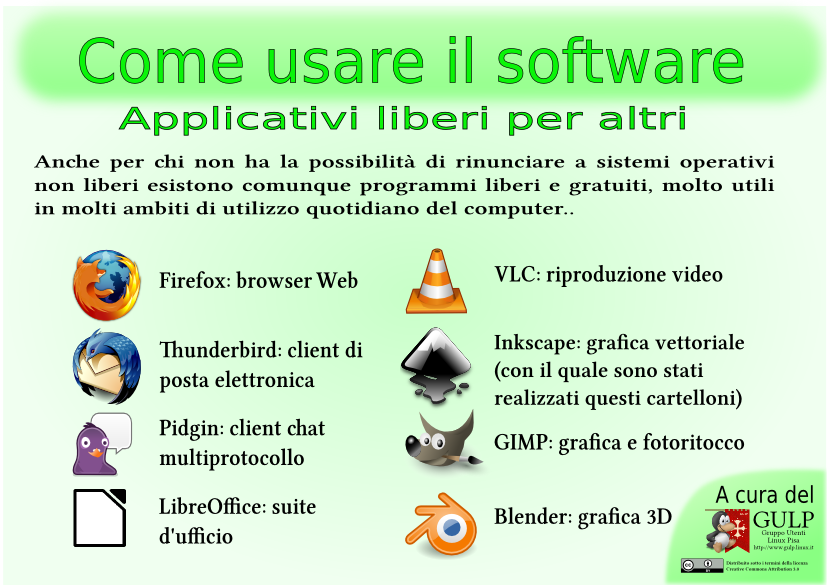 Come usare il software
Applicativi liberi per altri
Anche per chi non ha la possibilità di rinunciare a sistemi operativi
non liberi esistono comunque programmi liberi e gratuiti, molto utili
in molti ambiti di utilizzo quotidiano del computer..
Firefox: browser Web
Thunderbird: client di
posta elettronica
Pidgin: client chat
multiprotocollo
LibreOffice: suite
d'ufficio
VLC: riproduzione video
Inkscape: grafica vettoriale
(con il quale sono stati
realizzati questi cartelloni)
GIMP: grafica e fotoritocco
Blender: grafica 3D
A cura del
GULP
Gruppo Utenti
Linux Pisa
http://www.gulp.linux.it
Distribuito sotto i termini della licenza
Creative Commons Attribution 3.0